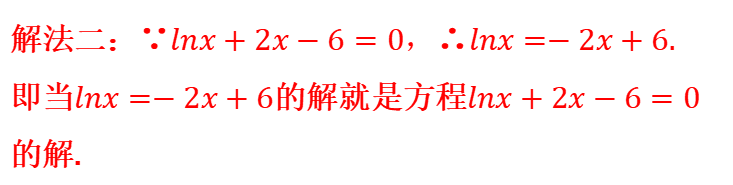 解法二：∵lnx + 2x − 6 = 0，∴lnx =− 2x + 6.
即当lnx =− 2x + 6的解就是方程lnx + 2x − 6 = 0
的解.